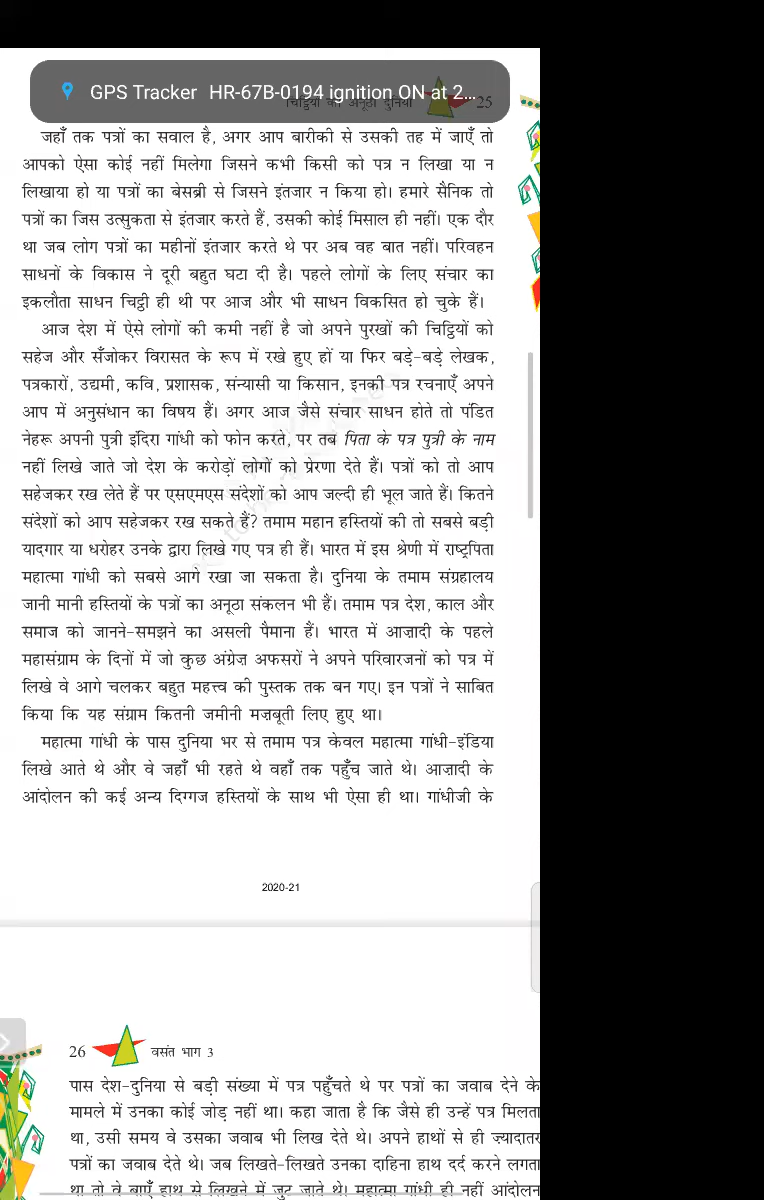 GPS Tracker HR-67B-0194 ignition ON at 2...
चिट्ठियों की अनूठी दुनिया 25
जहाँ तक पत्रों का सवाल है, अगर आप बारीकी से उसकी तह में जाएँ तो
आपको ऐसा कोई नहीं मिलेगा जिसने कभी किसी को पत्र न लिखा या न
लिखाया हो या पत्रों का बेसब्री से जिसने इंतजार न किया हो। हमारे सैनिक तो
पत्रों का जिस उत्सुकता से इंतजार करते हैं, उसकी कोई मिसाल ही नहीं। एक दौर
था जब लोग पत्रों का महीनों इंतजार करते थे पर अब वह बात नहीं। परिवहन
साधनों के विकास ने दूरी बहुत घटा दी है। पहले लोगों के लिए संचार का
इकलौता साधन चिट्ठी ही थी पर आज और भी साधन विकसित हो चुके हैं।
आज देश में ऐसे लोगों की कमी नहीं है जो अपने पुरखों की चिट्ठियों को
सहेज और सँजोकर विरासत के रूप में रखे हुए हों या फिर बड़े-बड़े लेखक,
पत्रकारों, उद्यमी, कवि, प्रशासक, संन्यासी या किसान, इनकी पत्र रचनाएँ अपने
आप में अनुसंधान का विषय हैं। अगर आज जैसे संचार साधन होते तो पंडित
नेहरू अपनी पुत्री इंदिरा गांधी को फोन करते, पर तब पिता के पत्र पुत्री के नाम
नहीं लिखे जाते जो देश के करोड़ों लोगों को प्रेरणा देते हैं। पत्रों को तो आप
सहेजकर रख लेते हैं पर एसएमएस संदेशों को आप जल्दी ही भूल जाते हैं। कितने
संदेशों को आप सहेजकर रख सकते हैं? तमाम महान हस्तियों की तो सबसे बड़ी
यादगार या धरोहर उनके द्वारा लिखे गए पत्र ही हैं। भारत में इस श्रेणी में राष्ट्रपिता
महात्मा गांधी को सबसे आगे रखा जा सकता है। दुनिया के तमाम संग्रहालय
जानी मानी हस्तियों के पत्रों का अनूठा संकलन भी हैं। तमाम पत्र देश, काल और
समाज को जानने-समझने का असली पैमाना हैं। भारत में आज़ादी के पहले
महासंग्राम के दिनों में जो कुछ अंग्रेज़ अफसरों ने अपने परिवारजनों को पत्र में
लिखे वे आगे चलकर बहुत महत्त्व की पुस्तक तक बन गए। इन पत्रों ने साबित
किया कि यह संग्राम कितनी जमीनी मज़बूती लिए हुए था।
महात्मा गांधी के पास दुनिया भर से तमाम पत्र केवल महात्मा गांधी-इंडिया
लिखे आते थे और वे जहाँ भी रहते थे वहाँ तक पहुँच जाते थे। आज़ादी के
आंदोलन की कई अन्य दिग्गज हस्तियों के साथ भी ऐसा ही था। गांधीजी के
2020-21
26 वसंत भाग 3
पास देश-दुनिया से बड़ी संख्या में पत्र पहुँचते थे पर पत्रों का जवाब देने के
मामले में उनका कोई जोड़ नहीं था। कहा जाता है कि जैसे ही उन्हें पत्र मिलता
था, उसी समय वे उसका जवाब भी लिख देते थे। अपने हाथों से ही ज्यादातर
पत्रों का जवाब देते थे। जब लिखते-लिखते उनका दाहिना हाथ दर्द करने लगता
था तो वे बाएँ हाथ से लिखने में जुट जाते थे। महात्मा गांधी ही नहीं आंदोलन